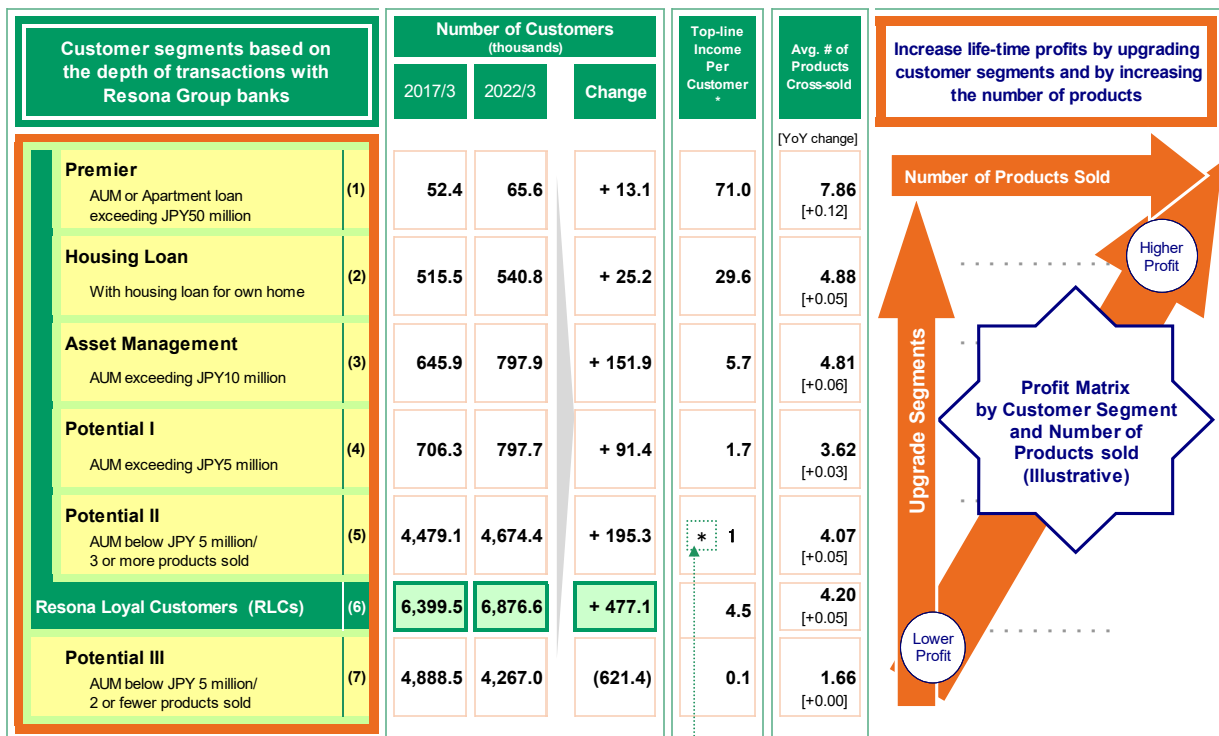 Customer segments based on
the depth of transactions with
Resona Group banks
Number of Customers
(thousands)
2017/3 2022/3 Change
Top-line
Income
Per
Customer
*
Avg. # of
Products
Cross-sold
[YoY change]
Increase life-time profits by upgrading
customer segments and by increasing
the number of products
Premier
AUM or Apartment loan
exceeding JPY50 million
(1) 52.4 65.6 + 13.1 71.0 7.86
[+0.12]
Housing Loan
With housing loan for own home
(2) 515.5 540.8 + 25.2 29.6 4.88
[+0.05]
Asset Management
AUM exceeding JPY10 million
(3) 645.9 797.9 + 151.9 5.7 4.81
[+0.06]
Potential I
AUM exceeding JPY5 million
(4) 706.3 797.7 + 91.4 1.7 3.62
[+0.03]
Potential II
AUM below JPY 5 million/
3 or more products sold
(5) 4,479.1 4,674.4 + 195.3 * 1 4.07
[+0.05]
Resona Loyal Customers (RLCs) (6) 6,399.5 6,876.6 + 477.1 4.5 4.20
[+0.05]
Potential III
AUM below JPY 5 million/
2 or fewer products sold
(7) 4,888.5 4,267.0 (621.4) 0.1 1.66
[+0.00]
Number of Products Sold
Higher
Profit
Upgrade Segments
Profit Matrix
by Customer Segment
and Number of
Products sold
(Illustrative)
Lower
Profit